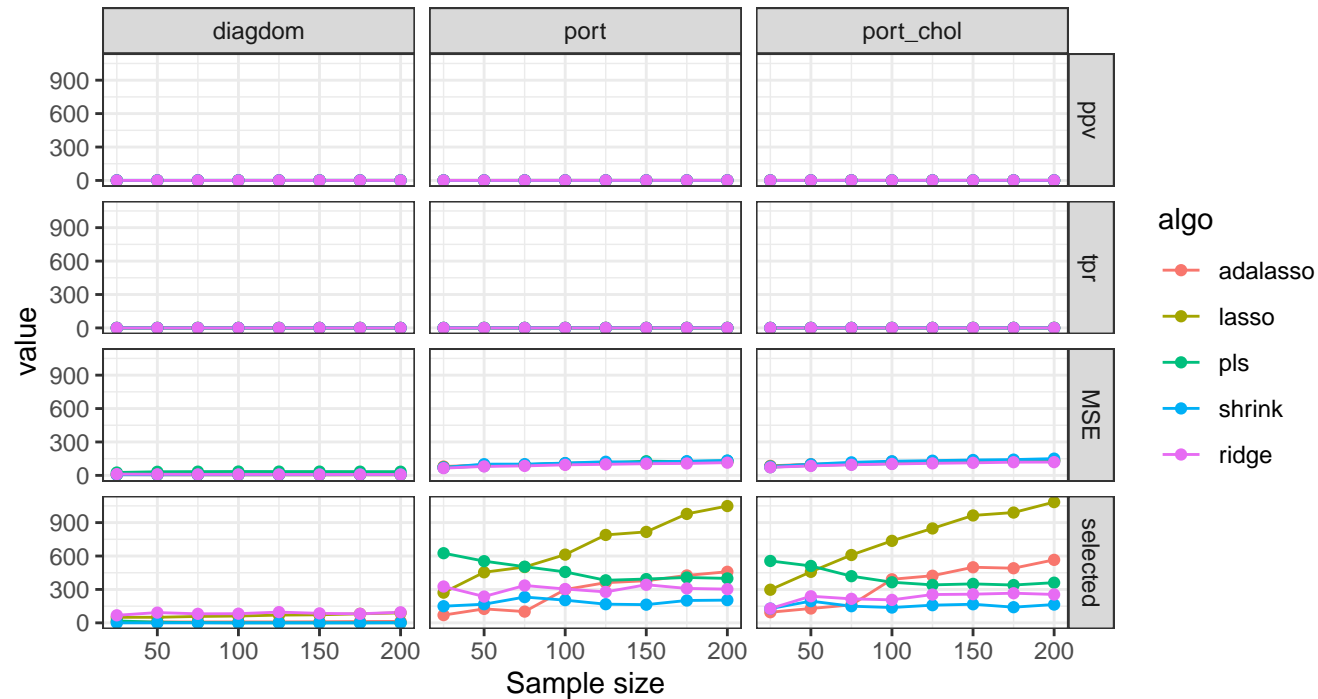 diagdom port port_chol
900
600
300
0
ppv
900
600
300
0
tpr
900
600
300
0
MSE
900
600
300
0
selected
value
50 100 150 200 50 100 150 200 50 100 150 200
Sample size
algo
adalasso
lasso
pls
shrink
ridge